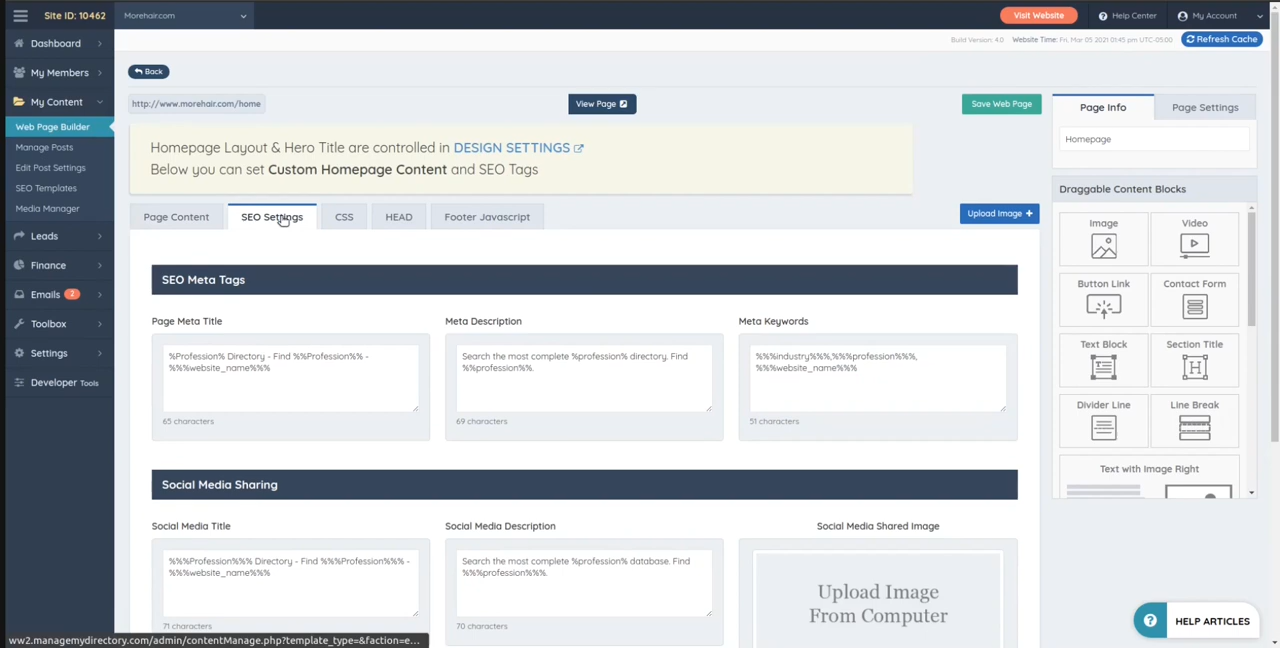 Site ID: 10462
Morehair.com
Visit Website
Help Center
My Account
Build Version: 4.0
Website Time: Fri, Mar 05 2021 01:45 pm UTC-05:00
Refresh Cache
Dashboard
My Members
My Content
Web Page Builder
Manage Posts
Edit Post Settings
SEO Templates
Media Manager
Leads
Finance
Emails 2
Toolbox
Settings
Developer Tools
Back
http://www.morehair.com/home
View Page
Save Web Page
Homepage Layout & Hero Title are controlled in DESIGN SETTINGS
Below you can set Custom Homepage Content and SEO Tags
Page Content
SEO Settings
CSS
HEAD
Footer Javascript
Upload Image +
SEO Meta Tags
Page Meta Title
%Profession% Directory - Find %%Profession%% -
%%%website_name%%%
65 characters
Meta Description
Search the most complete %profession% directory. Find
%%profession%%.
69 characters
Meta Keywords
%%%industry%%%,%%%profession%%%,
%%%website_name%%%
51 characters
Social Media Sharing
Social Media Title
%%%Profession%%% Directory - Find %%%Profession%%% -
%%%website_name%%%
71 characters
Social Media Description
Search the most complete %profession% database. Find
%%%profession%%%.
70 characters
Social Media Shared Image
Upload Image
From Computer
Page Info
Page Settings
Homepage
Draggable Content Blocks
Image
Video
Button Link
Contact Form
Text Block
Section Title
H
Divider Line
Line Break
Text with Image Right
? HELP ARTICLES
ww2.managemydirectory.com/admin/contentManage.php?template_type=&faction=e...